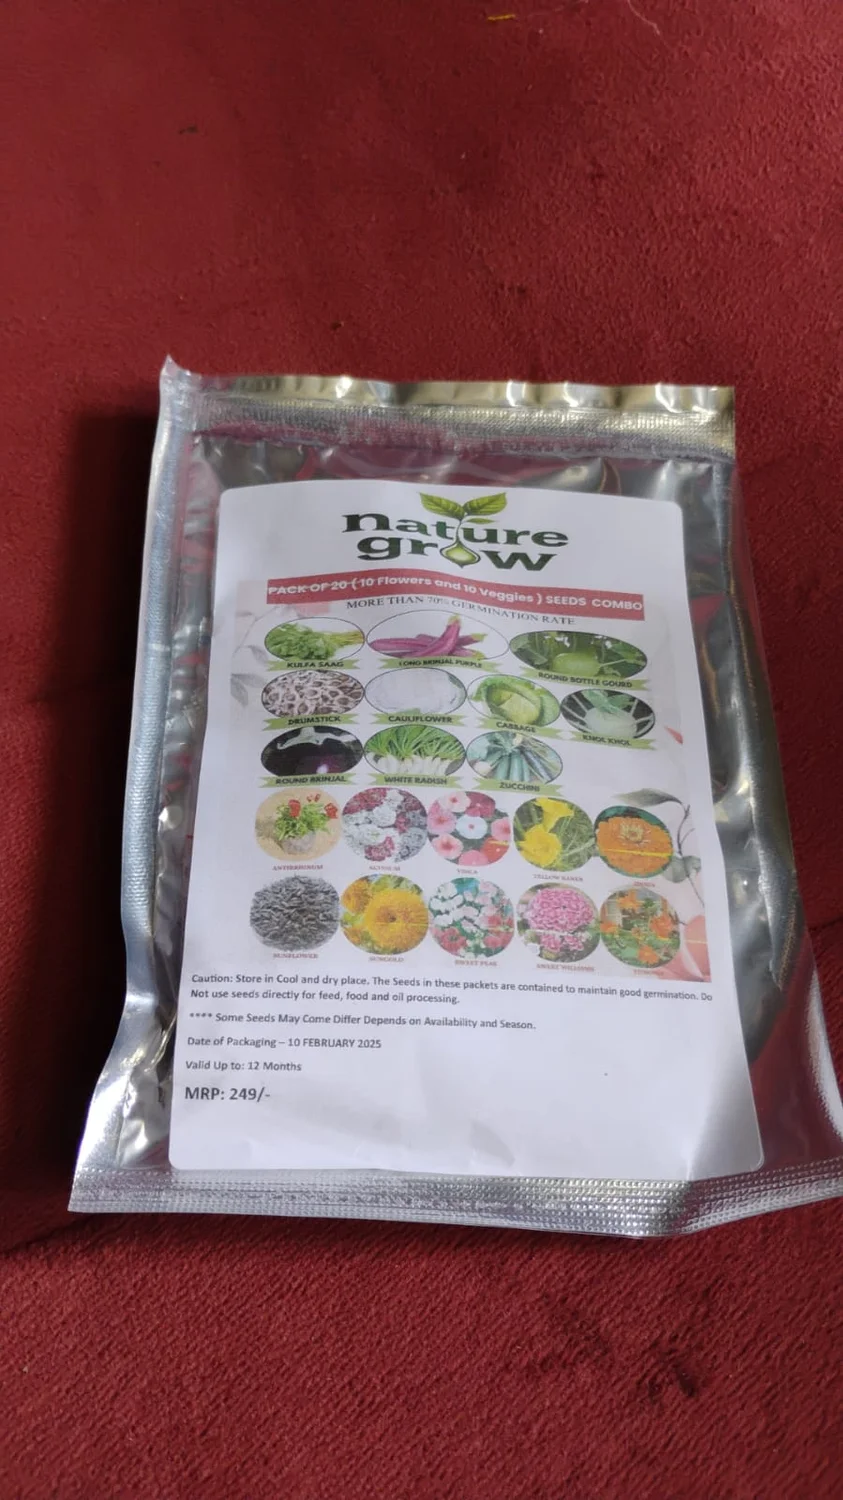 nature
grow
PACK OF 20 ( 10 Flowers and 10 Veggies ) SEEDS COMBO
MORE THAN 70% GERMINATION RATE
KULFA SAAG LONG BRINJAL PURPLE ROUND BOTTLE GOURD
DRUMSTICK CAULIFLOWER CABBAGE KNOL KHOL
ROUND BRINJAL WHITE RADISH ZUCCHINI
ANTIRRHINUM VINCA
SUNFLOWER SWEET PEAS SWEET WILLIAMS
Caution: Store in Cool and dry place. The Seeds in these packets are contained to maintain good germination. Do
Not use seeds directly for feed, food and oil processing.
**** Some Seeds May Come Differ Depends on Availability and Season.
Date of Packaging – 10 FEBRUARY 2025
Valid Up to: 12 Months
MRP: 249/-